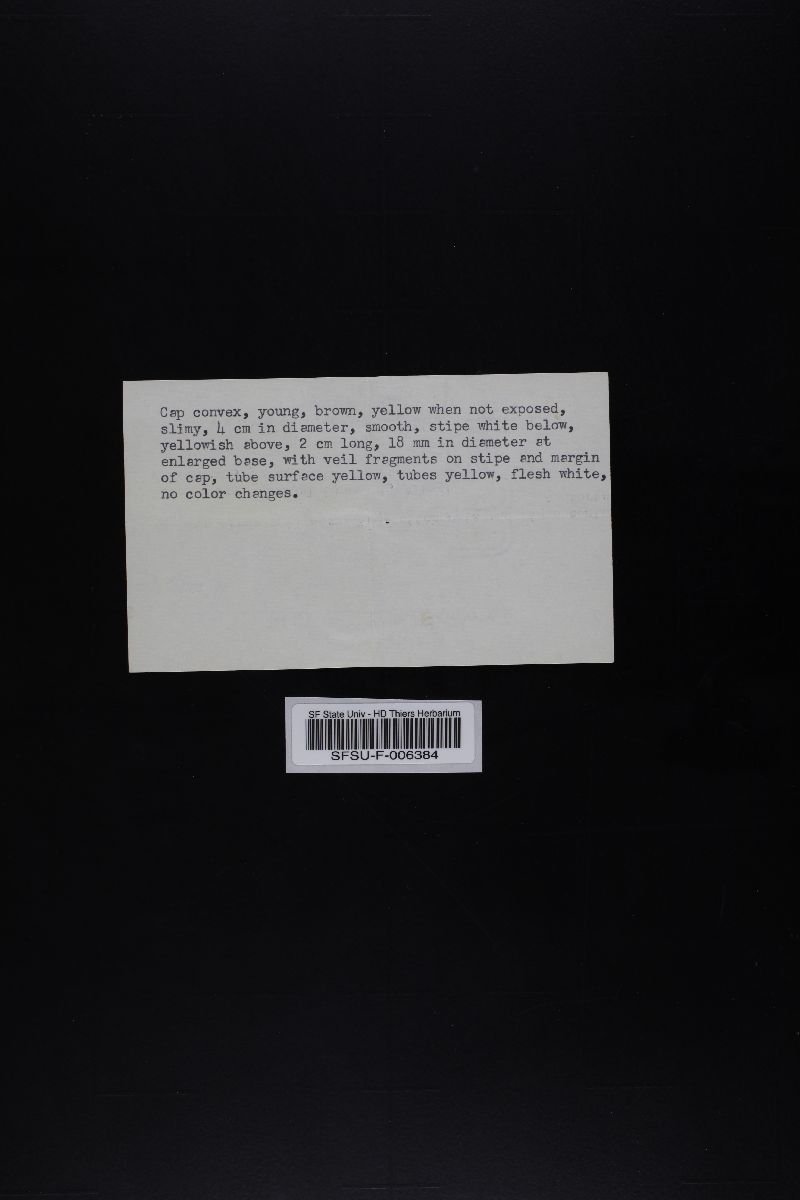 Cap convex, young, brown, yellow when not exposed,
slimy, 4 cm in diameter, smooth, stipe white below,
yellowish above, 2 cm long, 18 mm in diameter at
enlarged base, with veil fragments on stipe and margin
of cap, tube surface yellow, tubes yellow, flesh white,
no color changes.
SF State Univ - HD Thiers Herbarium
SFSU-F-006384